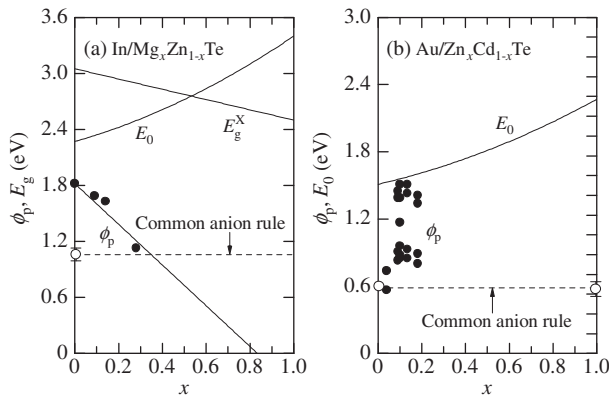 (a) In/MgₓZn₁₋ₓTe
E₀
E_g^X
Common anion rule
ϕₚ
ϕₚ, E_g (eV)
3.6
3.0
2.4
1.8
1.2
0.6
0
0 0.2 0.4 0.6 0.8 1.0
x
(b) Au/ZnₓCd₁₋ₓTe
E₀
ϕₚ
Common anion rule
ϕₚ, E₀ (eV)
3.0
2.4
1.8
1.2
0.6
0
0 0.2 0.4 0.6 0.8 1.0
x